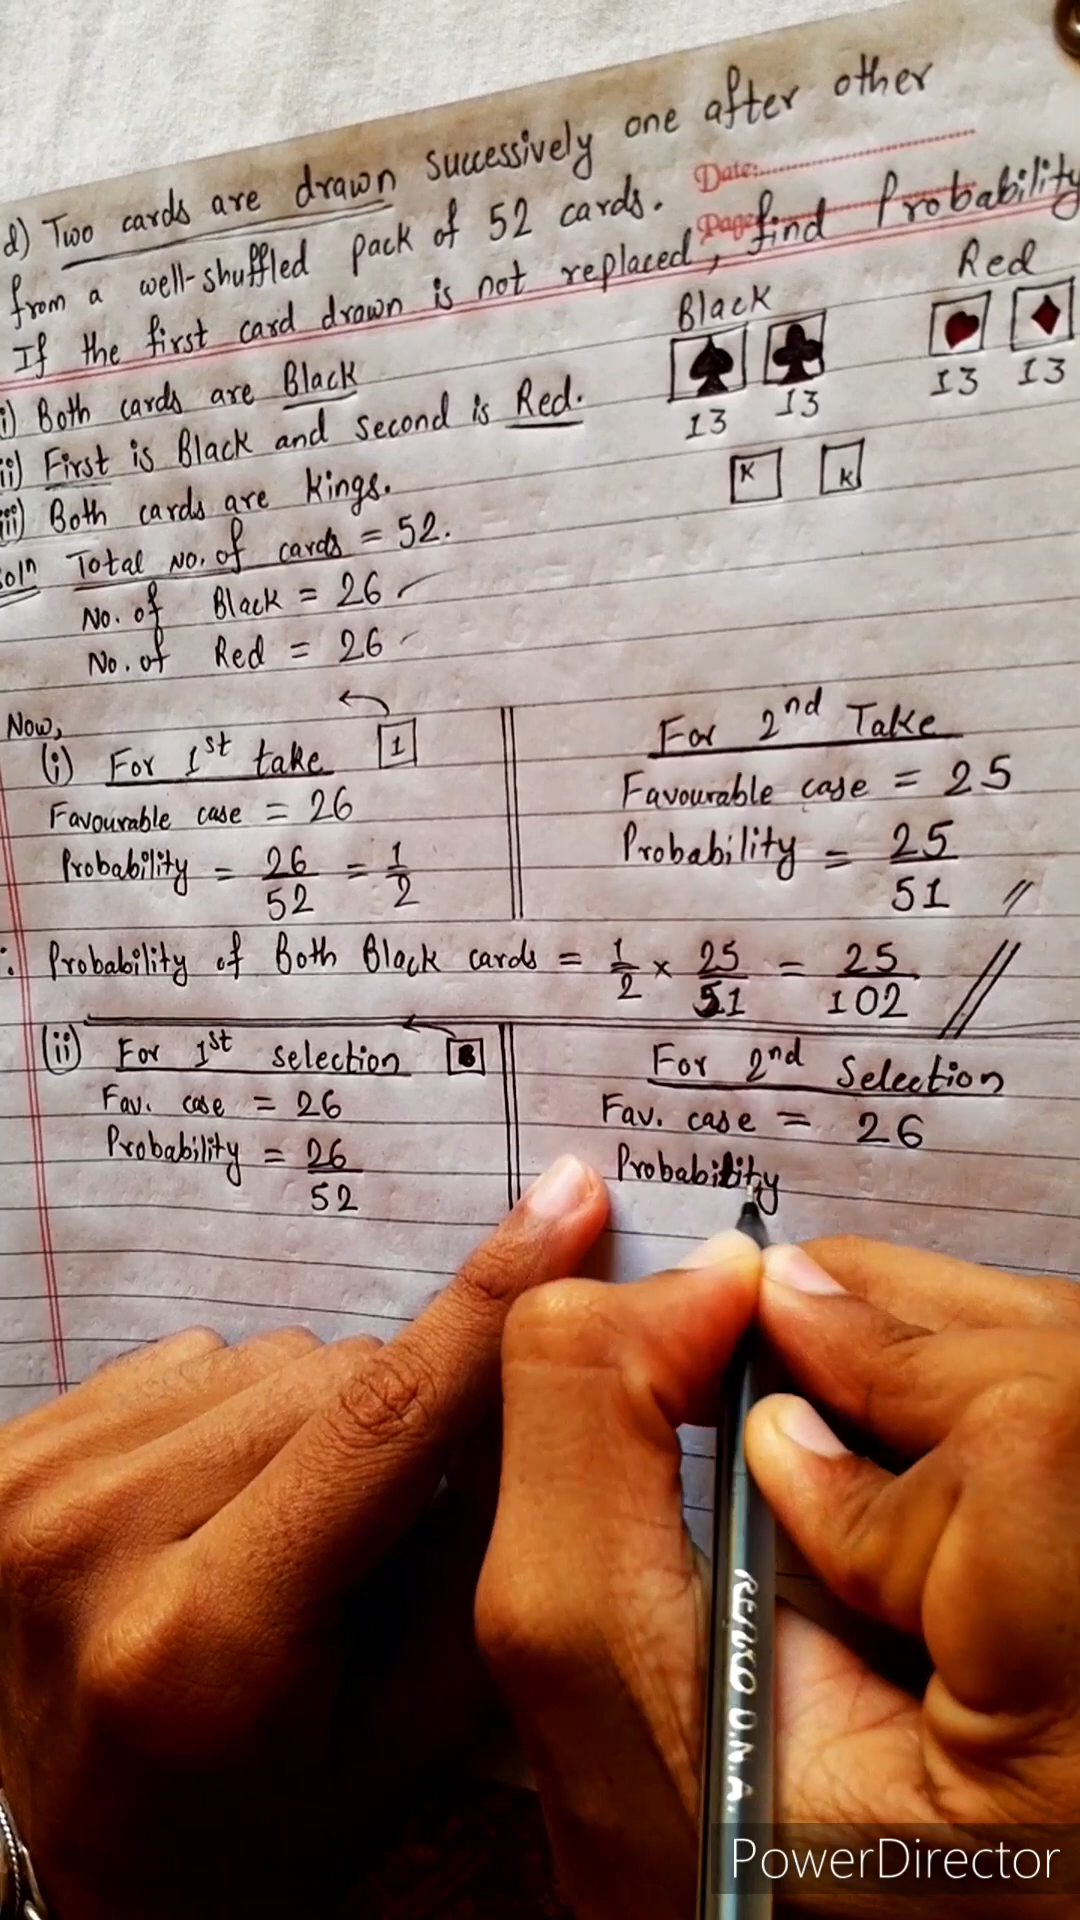 d) Two cards are drawn successively one after other
Date:
from a well-shuffled pack of 52 cards.
Page
If the first card drawn is not replaced, find Probability
Black Red
13 13 13 13
i) Both cards are Black
ii) First is Black and second is Red.
K K
iii) Both cards are kings.
Soln Total No. of cards = 52.
No. of Black = 26
No. of Red = 26
Now,
(i) For 1st take 1
Favourable case = 26
Probability = 26/52 = 1/2
For 2nd Take
Favourable case = 25
Probability = 25/51 //
∴ Probability of Both Black cards = 1/2 × 25/51 = 25/102 //
(ii) For 1st selection B
Fav. case = 26
Probability = 26/52
For 2nd Selection
Fav. case = 26
Probability
REYNKO D.N.A.
PowerDirector